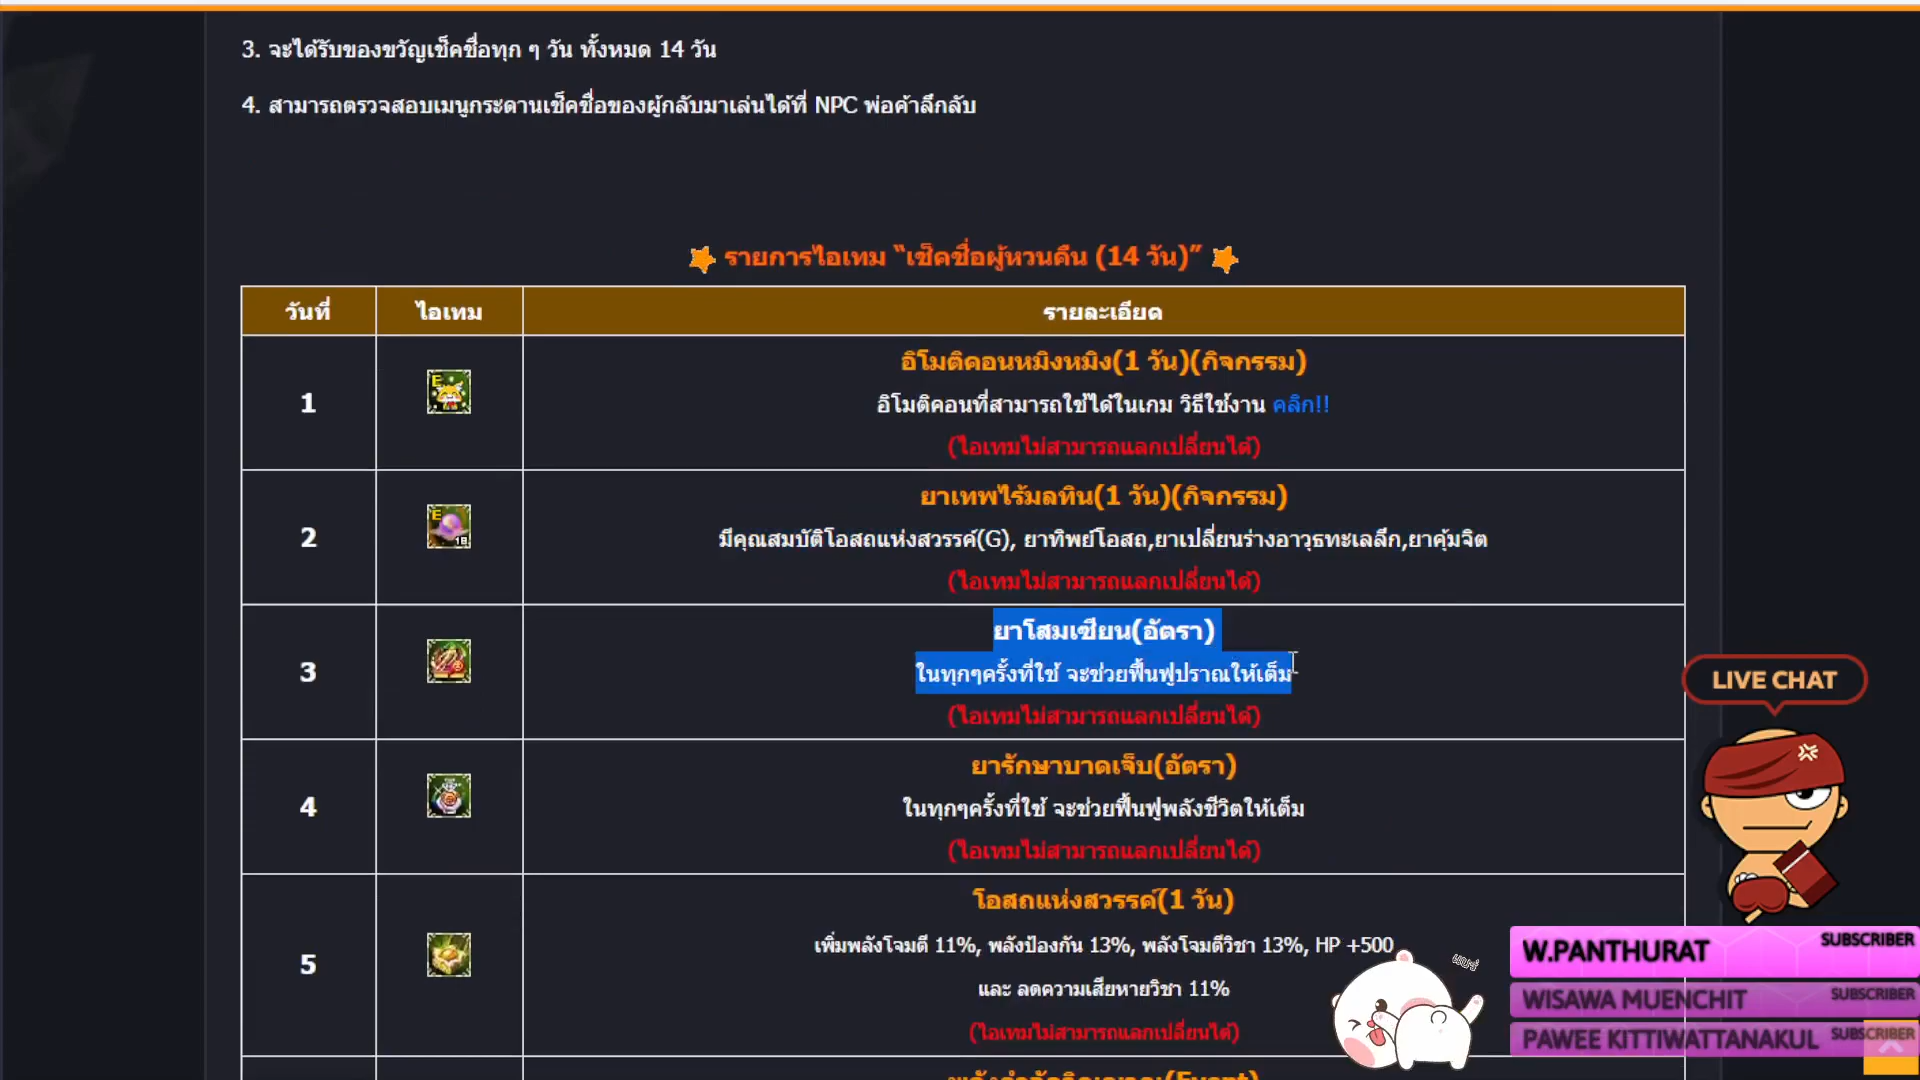 3. จะได้รับของขวัญเช็คชื่อทุก ๆ วัน ทั้งหมด 14 วัน
4. สามารถตรวจสอบเมนูกระดานเช็คชื่อของผู้กลับมาเล่นได้ที่ NPC พ่อค้าลึกลับ
รายการไอเทม “เช็คชื่อผู้หวนคืน (14 วัน)”
วันที่ ไอเทม รายละเอียด
อิโมติคอนหมิงหมิง(1 วัน)(กิจกรรม)
1 อิโมติคอนที่สามารถใช้ได้ในเกม วิธีใช้งาน คลิก!!
(ไอเทมไม่สามารถแลกเปลี่ยนได้)
ยาเทพไร้มลทิน(1 วัน)(กิจกรรม)
2 มีคุณสมบัติโอสถแห่งสวรรค์(G), ยาทิพย์โอสถ,ยาเปลี่ยนร่างอาวุธทะเลลึก,ยาคุ้มจิต
(ไอเทมไม่สามารถแลกเปลี่ยนได้)
ยาโสมเซียน(อัตรา)
3 ในทุกๆครั้งที่ใช้ จะช่วยฟื้นฟูปราณให้เต็ม
(ไอเทมไม่สามารถแลกเปลี่ยนได้)
ยารักษาบาดเจ็บ(อัตรา)
4 ในทุกๆครั้งที่ใช้ จะช่วยฟื้นฟูพลังชีวิตให้เต็ม
(ไอเทมไม่สามารถแลกเปลี่ยนได้)
โอสถแห่งสวรรค์(1 วัน)
เพิ่มพลังโจมตี 11%, พลังป้องกัน 13%, พลังโจมตีวิชา 13%, HP +500
5 และ ลดความเสียหายวิชา 11%
(ไอเทมไม่สามารถแลกเปลี่ยนได้)
LIVE CHAT
W.PANTHURAT SUBSCRIBER
WISAWA MUENCHIT SUBSCRIBER
PAWEE KITTIWATTANAKUL SUBSCRIBER